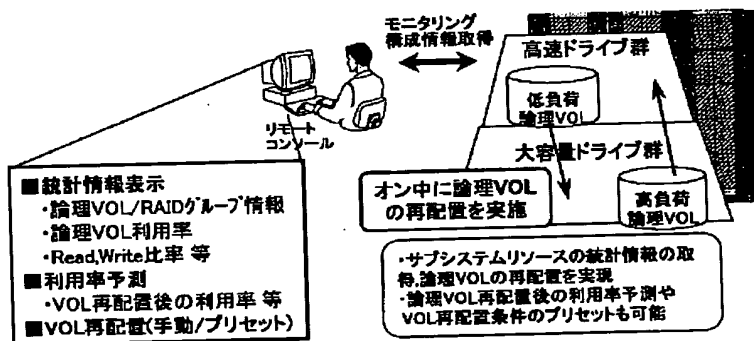 モニタリング
構成情報取得
高速ドライブ群
低負荷
論理VOL
リモート
コンソール
大容量ドライブ群
オン中に論理VOL
の再配置を実施
高負荷
論理VOL
■統計情報表示
・論理VOL/RAIDグループ情報
・論理VOL利用率
・Read,Write比率 等
■利用率予測
・VOL再配置後の利用率 等
■VOL再配置(手動/プリセット)
・サブシステムリソースの統計情報の取
得,論理VOLの再配置を実現
・論理VOL再配置後の利用率予測や
VOL再配置条件のプリセットも可能